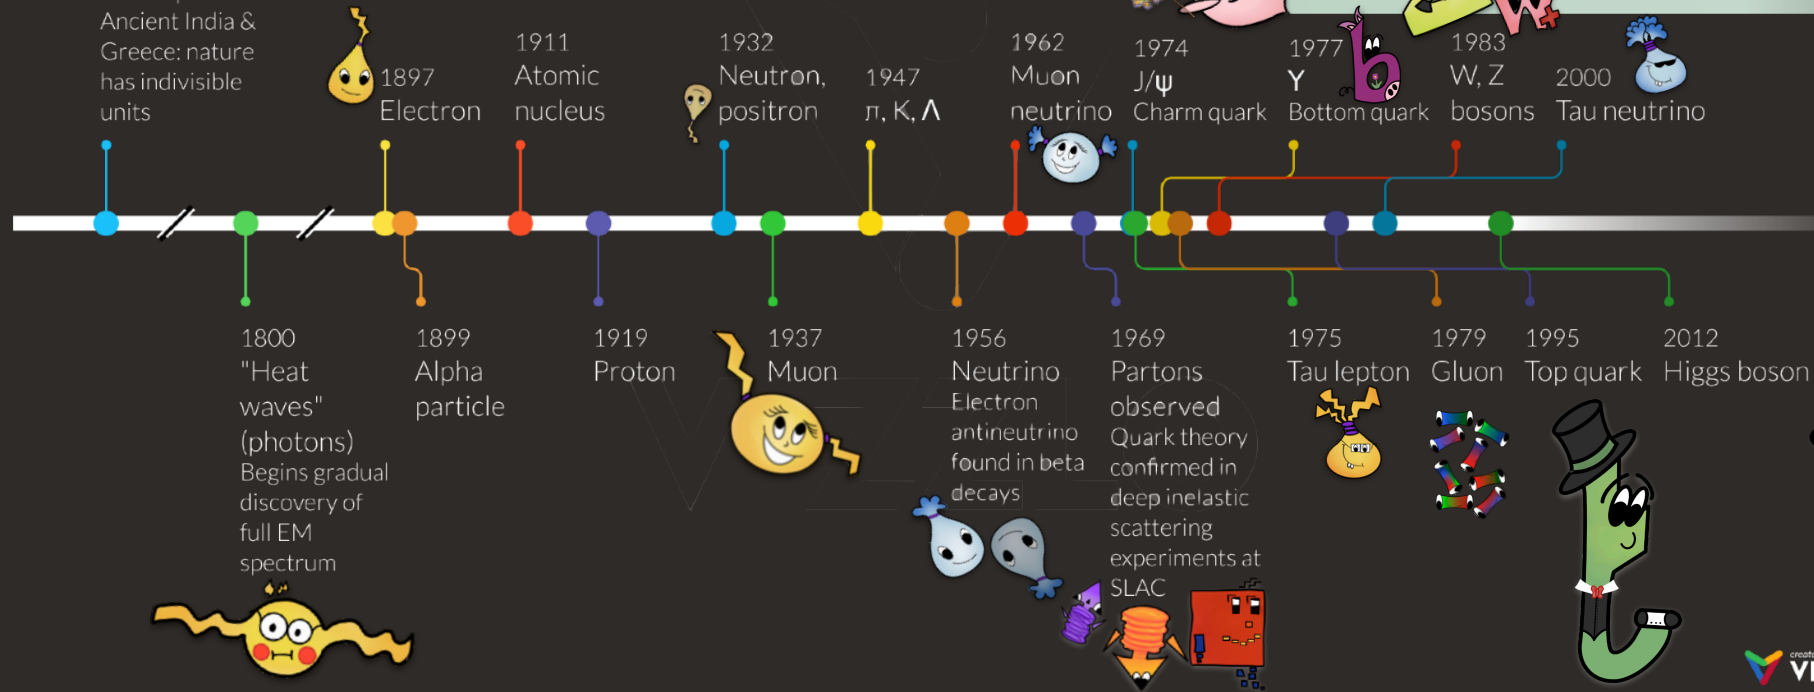 Ancient India &
Greece: nature
has indivisible
units
1897
Electron
1911
Atomic
nucleus
1932
Neutron,
positron
1947
π, K, Λ
1962
Muon
neutrino
1974
J/ψ
Charm quark
1977
Υ
Bottom quark
1983
W, Z
bosons
2000
Tau neutrino
1800
"Heat
waves"
(photons)
Begins gradual
discovery of
full EM
spectrum
1899
Alpha
particle
1919
Proton
1937
Muon
1956
Neutrino
Electron
antineutrino
found in beta
decays
1969
Partons
observed
Quark theory
confirmed in
deep inelastic
scattering
experiments at
SLAC
1975
Tau lepton
1979
Gluon
1995
Top quark
2012
Higgs boson